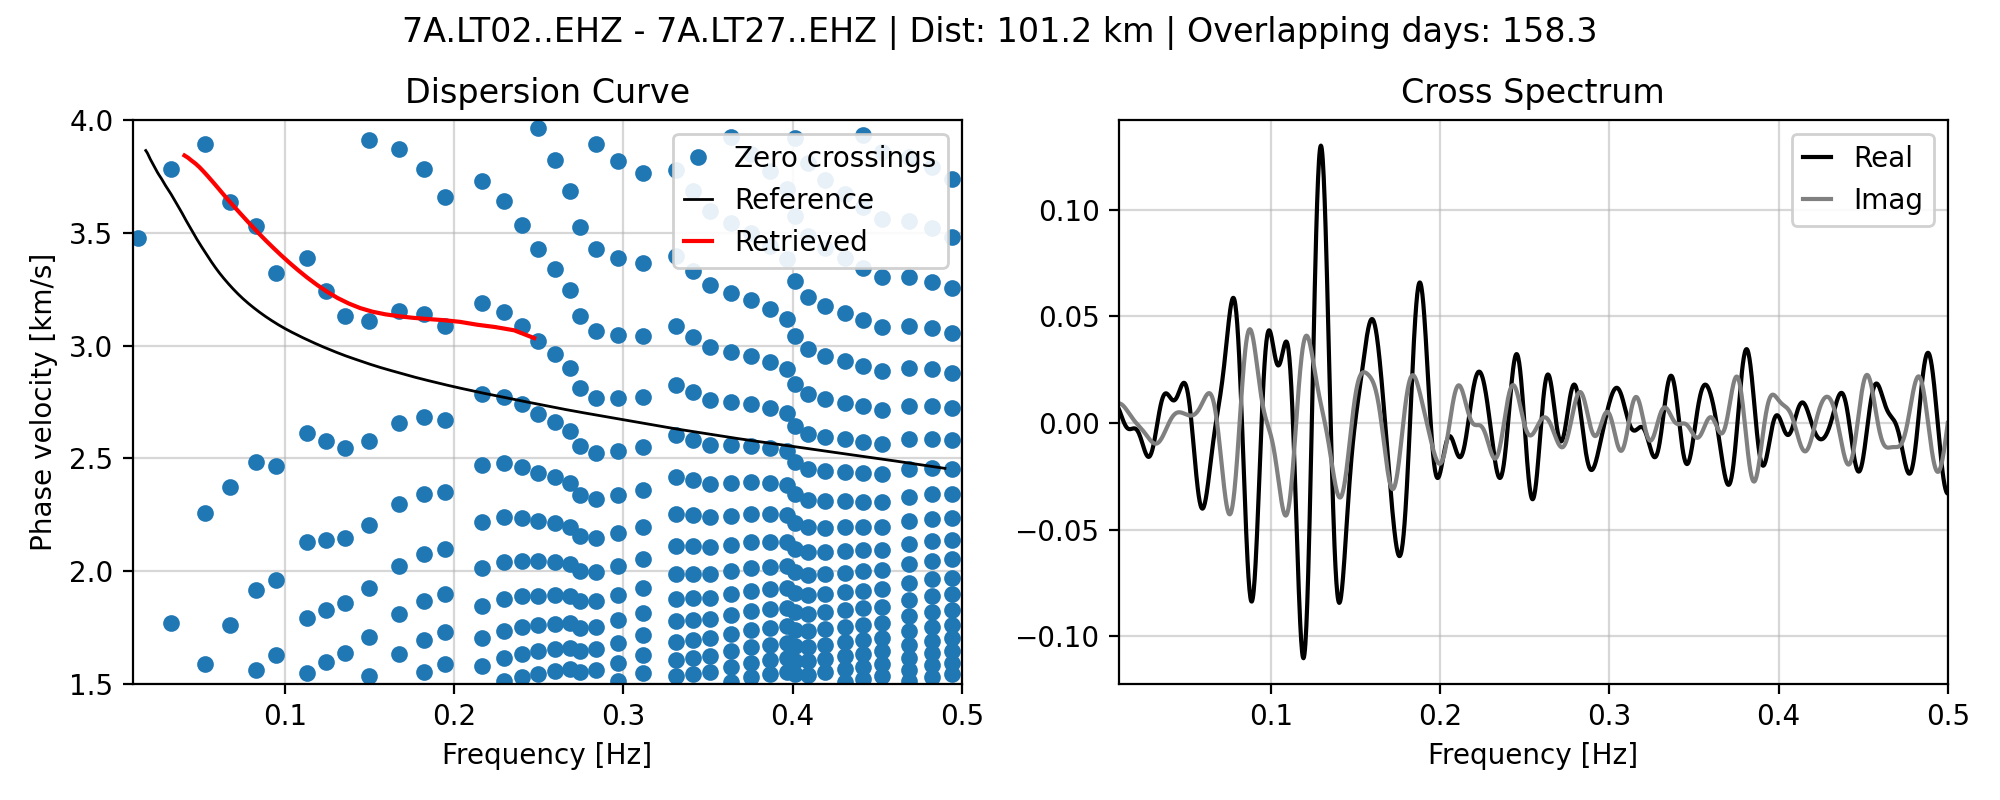 7A.LT02..EHZ - 7A.LT27..EHZ | Dist: 101.2 km | Overlapping days: 158.3
Dispersion Curve
4.0
3.5
3.0
2.5
2.0
1.5
Phase velocity [km/s]
Zero crossings
Reference
Retrieved
0.1
0.2
0.3
0.4
0.5
Frequency [Hz]
Cross Spectrum
0.10
0.05
0.00
−0.05
−0.10
Real
Imag
0.1
0.2
0.3
0.4
0.5
Frequency [Hz]